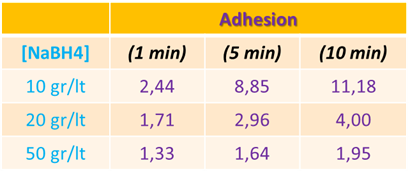 Adhesion
[NaBH4] (1 min) (5 min) (10 min)
10 gr/lt 2,44 8,85 11,18
20 gr/lt 1,71 2,96 4,00
50 gr/lt 1,33 1,64 1,95